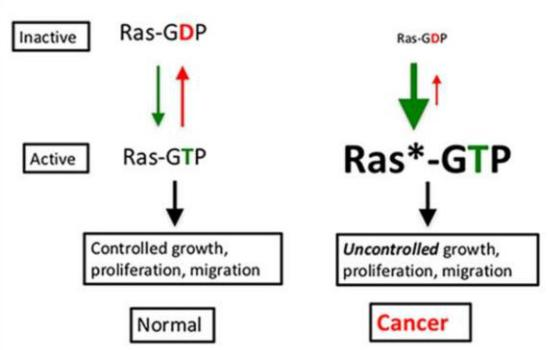 Inactive
Ras-GDP
Ras-GDP
Active
Ras-GTP
Ras*-GTP
Controlled growth,
proliferation, migration
Uncontrolled growth,
proliferation, migration
Normal
Cancer